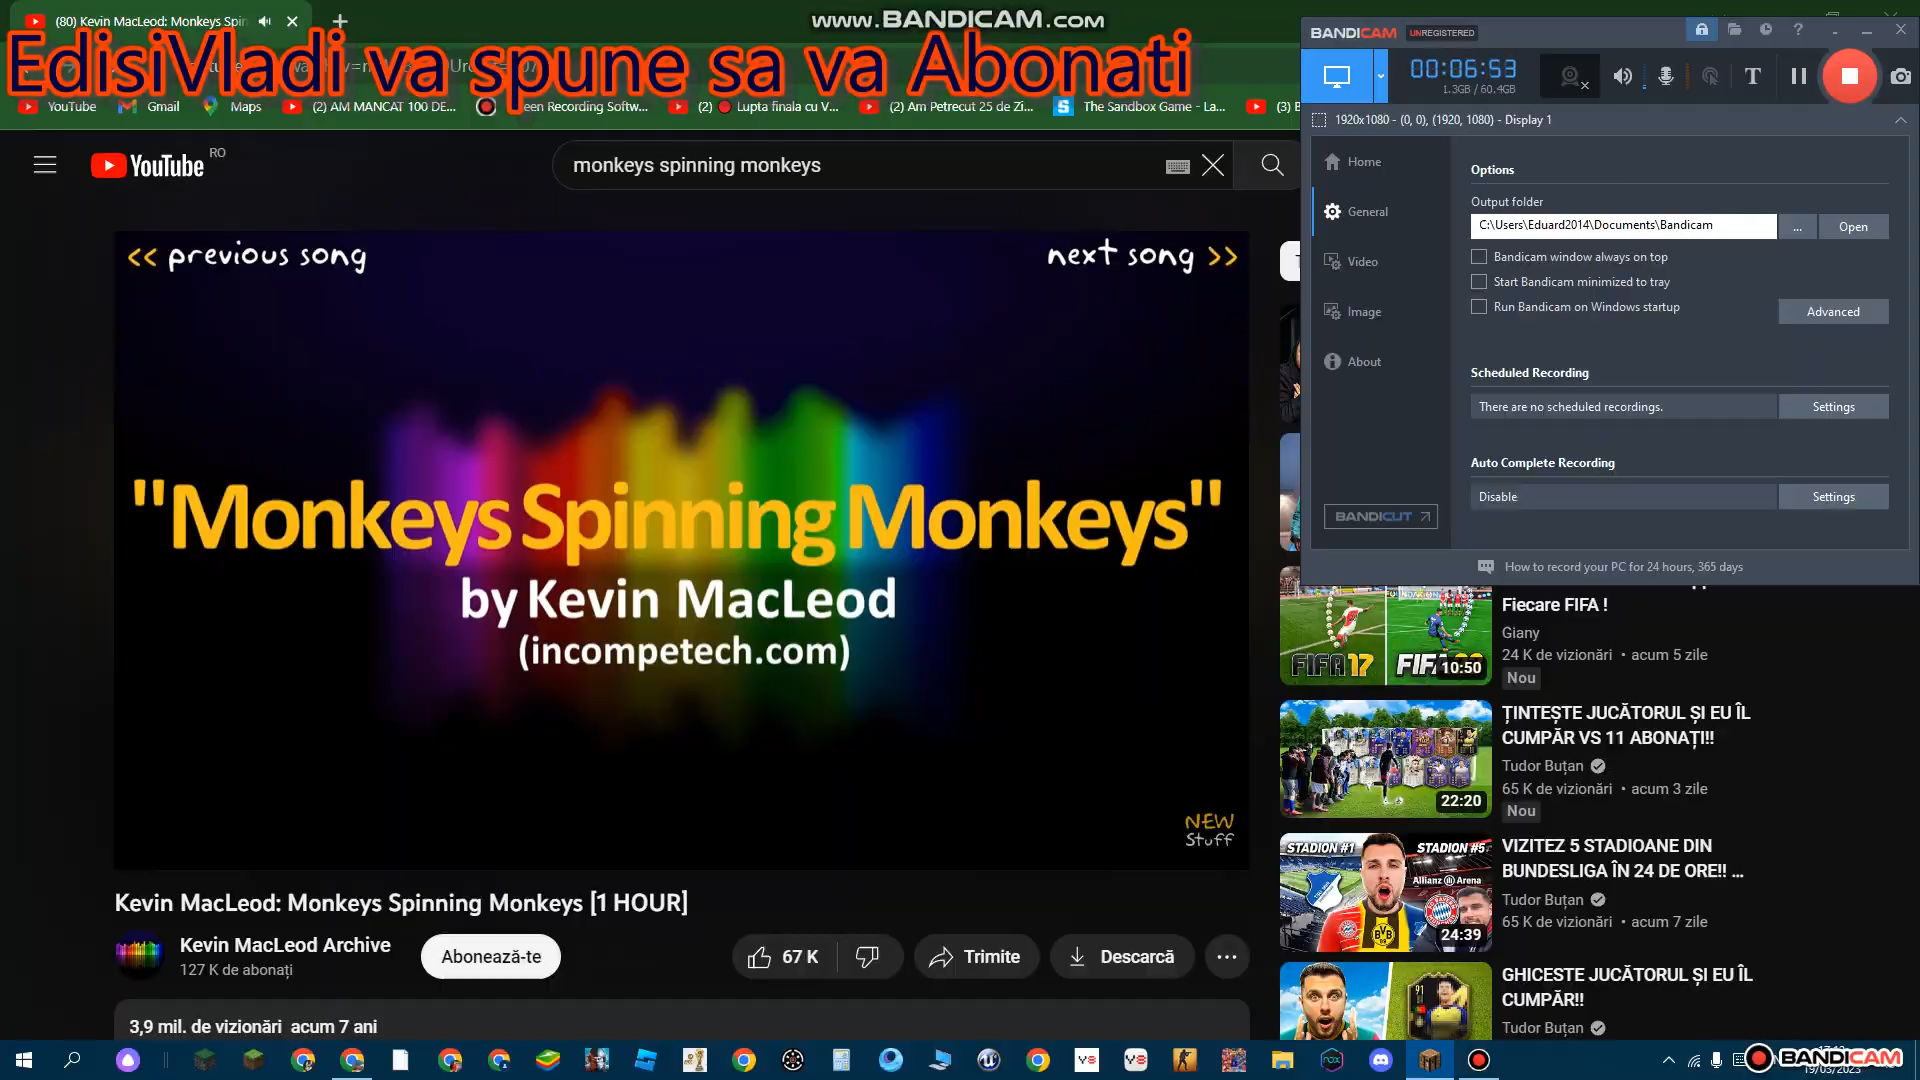 (80) Kevin MacLeod: Monkeys Spin
www.BANDICAM.com
EdisiVladi va spune sa va Abonati
YouTube
Gmail
Maps
(2) AM MANCAT 100 DE...
een Recording Softw...
(2) Lupta finala cu V...
(2) Am Petrecut 25 de Zi...
The Sandbox Game - La...
(3) B
YouTube RO
monkeys spinning monkeys
<< previous song
next song >>
"Monkeys Spinning Monkeys"
by Kevin MacLeod
(incompetech.com)
NEW
Stuff
Kevin MacLeod: Monkeys Spinning Monkeys [1 HOUR]
Kevin MacLeod Archive
127 K de abonați
Abonează-te
67 K
Trimite
Descarcă
3,9 mil. de vizionări acum 7 ani
BANDICAM UNREGISTERED
00:06:53
1.3GB / 60.4GB
1920x1080 - (0, 0), (1920, 1080) - Display 1
Home
General
Video
Image
About
BANDICUT
Options
Output folder
C:\Users\Eduard2014\Documents\Bandicam
...
Open
Bandicam window always on top
Start Bandicam minimized to tray
Run Bandicam on Windows startup
Advanced
Scheduled Recording
There are no scheduled recordings.
Settings
Auto Complete Recording
Disable
Settings
How to record your PC for 24 hours, 365 days
Fiecare FIFA !
Giany
24 K de vizionări • acum 5 zile
Nou
FIFA 17
FIFA
10:50
ȚINTEȘTE JUCĂTORUL ȘI EU ÎL
CUMPĂR VS 11 ABONAȚI!!
Tudor Buțan
65 K de vizionări • acum 3 zile
Nou
22:20
STADION #1
STADION #5
Allianz Arena
24:39
VIZITEZ 5 STADIOANE DIN
BUNDESLIGA ÎN 24 DE ORE!! ...
Tudor Buțan
65 K de vizionări • acum 7 zile
91
GHICESTE JUCĂTORUL ȘI EU ÎL
CUMPĂR!!
Tudor Buțan
BANDICAM
19/03/2023